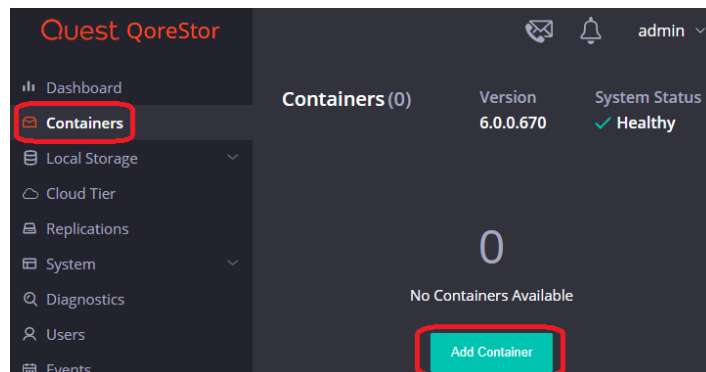 Quest QoreStor
admin
Dashboard
Containers
Local Storage
Cloud Tier
Replications
System
Diagnostics
Users
Events
Containers (0)
Version
6.0.0.670
System Status
Healthy
0
No Containers Available
Add Container